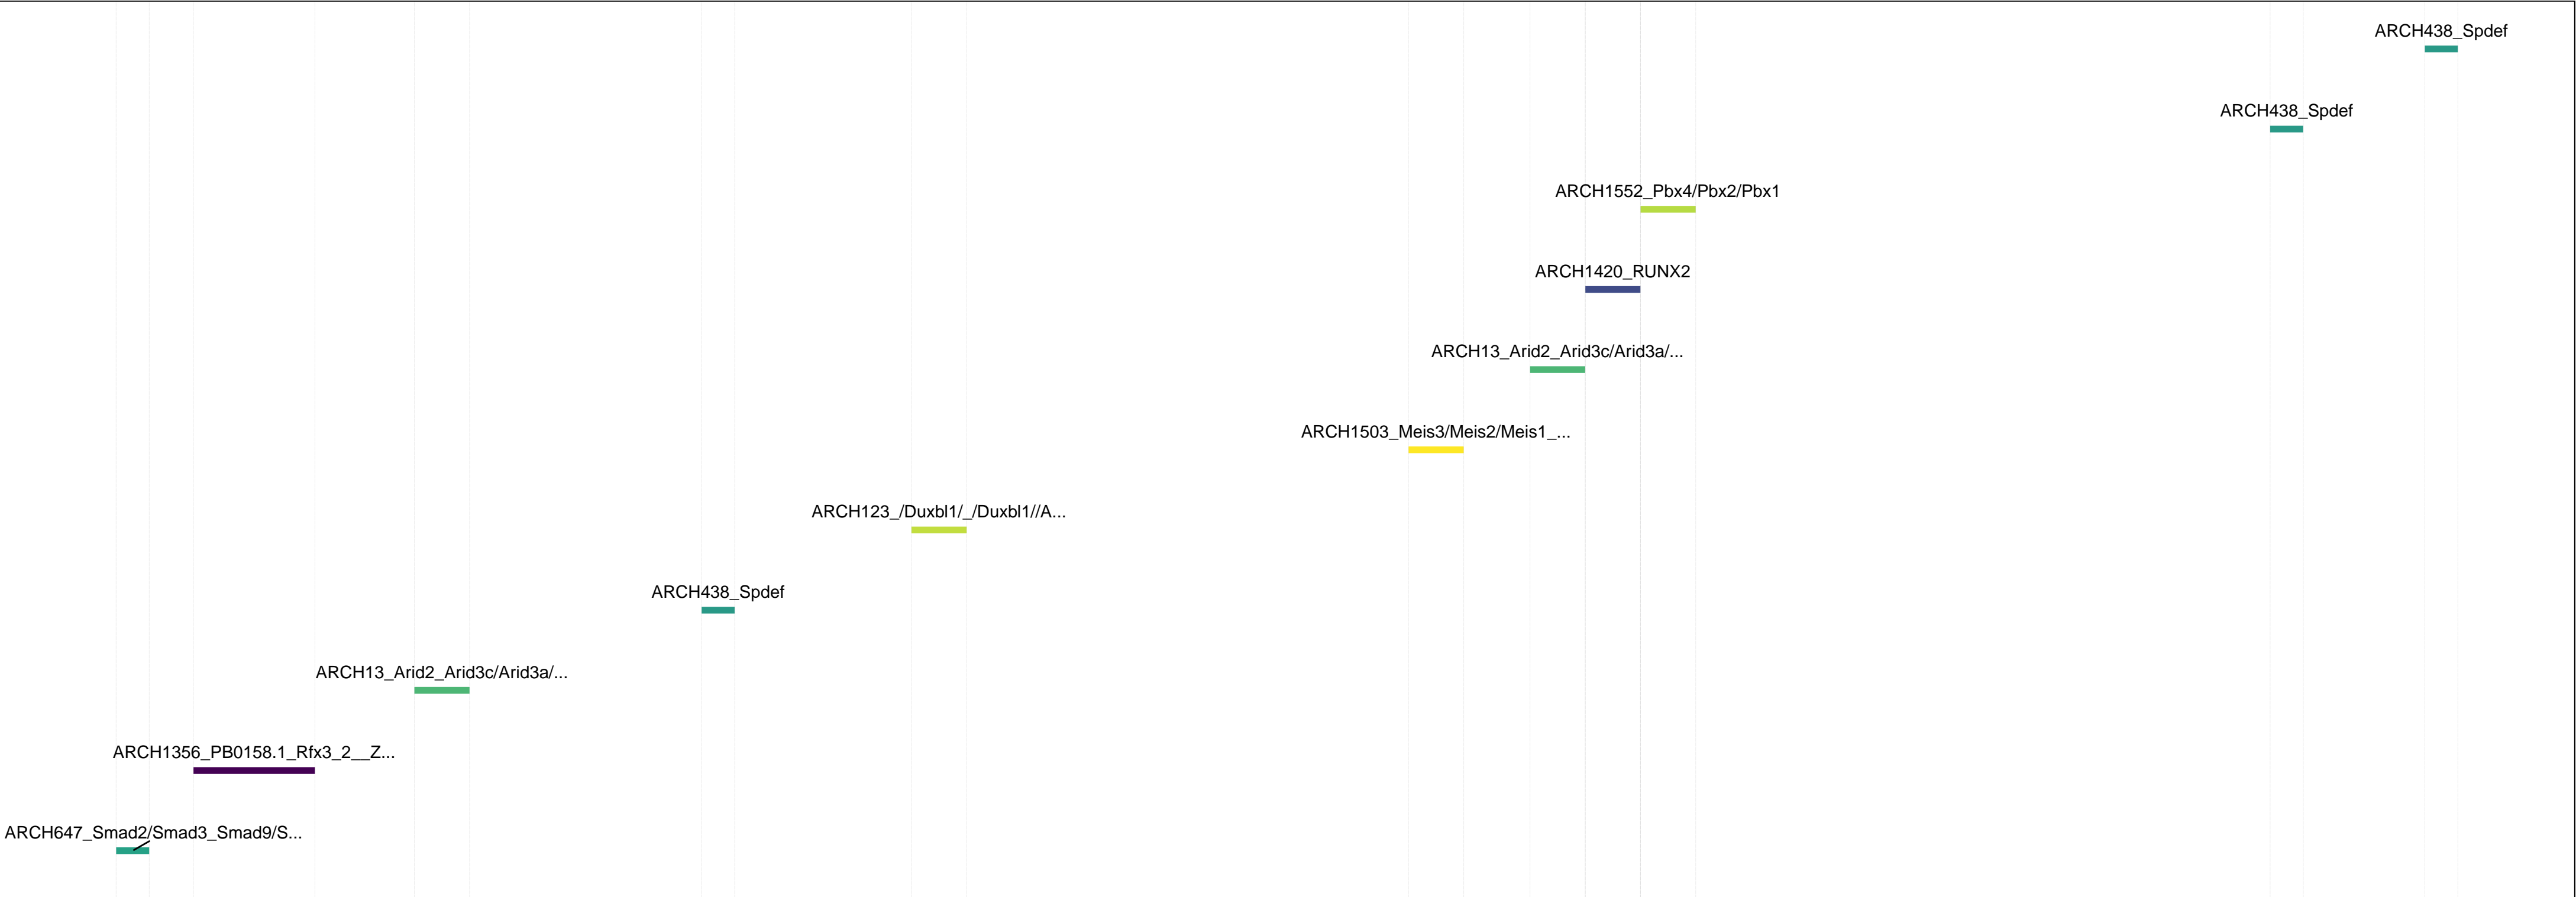 ARCH438_Spdef
ARCH438_Spdef
ARCH1552_Pbx4/Pbx2/Pbx1
ARCH1420_RUNX2
ARCH13_Arid2_Arid3c/Arid3a/...
ARCH1503_Meis3/Meis2/Meis1_...
ARCH123_/Duxbl1/_/Duxbl1//A...
ARCH438_Spdef
ARCH13_Arid2_Arid3c/Arid3a/...
ARCH1356_PB0158.1_Rfx3_2__Z...
ARCH647_Smad2/Smad3_Smad9/S...